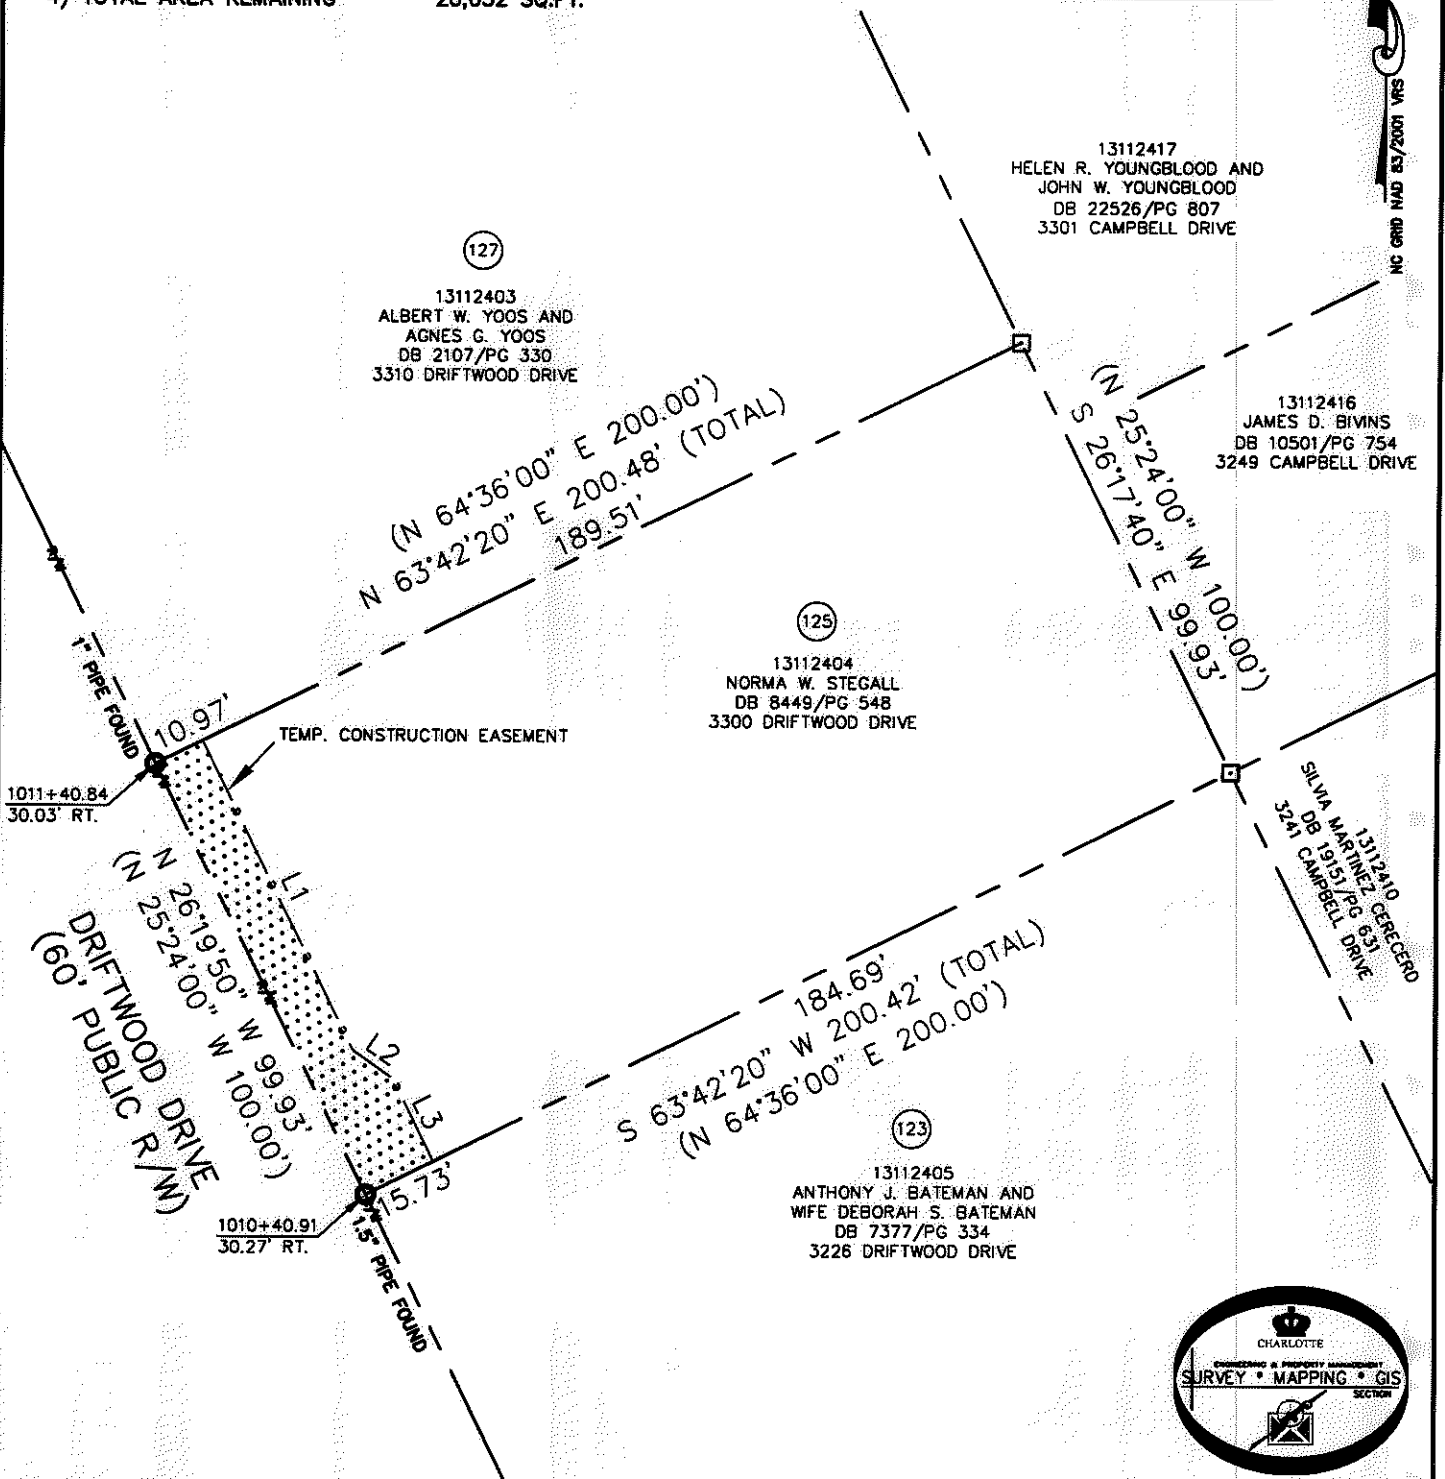 4) TOTAL AREA REMAINING 20,032 SQ.FT.
NC GRID NAD 83/2001 VRS
13112417
HELEN R. YOUNGBLOOD AND
JOHN W. YOUNGBLOOD
DB 22526/PG 807
3301 CAMPBELL DRIVE
127
13112403
ALBERT W. YOOS AND
AGNES G. YOOS
DB 2107/PG 330
3310 DRIFTWOOD DRIVE
(N 64°36'00" E 200.00')
N 63°42'20" E 200.48' (TOTAL)
189.51'
(N 25°24'00" W 100.00')
S 26°17'40" E 99.93'
13112416
JAMES D. BIVINS
DB 10501/PG 754
3249 CAMPBELL DRIVE
125
13112404
NORMA W. STEGALL
DB 8449/PG 548
3300 DRIFTWOOD DRIVE
1" PIPE FOUND
10.97'
TEMP. CONSTRUCTION EASEMENT
1011+40.84
30.03' RT.
L1
L2
L3
N 26°19'50" W 99.93'
(N 25°24'00" W 100.00')
DRIFTWOOD DRIVE
(60' PUBLIC R/W)
13112410
SILVIA MARTINEZ CERECERO
DB 19151/PG 631
3241 CAMPBELL DRIVE
184.69'
S 63°42'20" W 200.42' (TOTAL)
(N 64°36'00" E 200.00')
15.73'
1010+40.91
30.27' RT.
1.5" PIPE FOUND
123
13112405
ANTHONY J. BATEMAN AND
WIFE DEBORAH S. BATEMAN
DB 7377/PG 334
3226 DRIFTWOOD DRIVE
CHARLOTTE
ENGINEERING & PROPERTY MANAGEMENT
SURVEY * MAPPING * GIS
SECTION